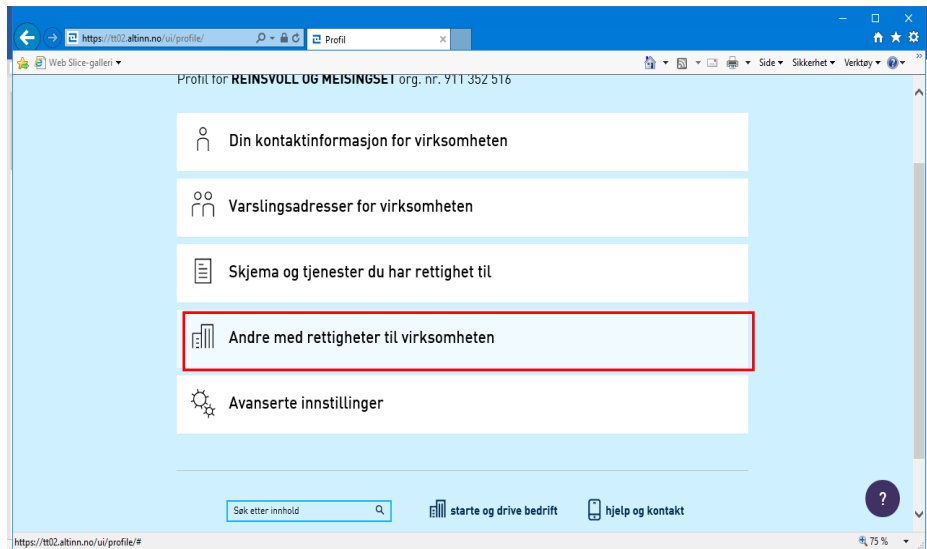 https://tt02.altinn.no/ui/profile/
Profil
Web Slice-galleri
Side
Sikkerhet
Verktøy
Profil for REINSVOLL OG MEISINGSET org. nr. 911 352 516
Din kontaktinformasjon for virksomheten
Varslingsadresser for virksomheten
Skjema og tjenester du har rettighet til
Andre med rettigheter til virksomheten
Avanserte innstillinger
Søk etter innhold
starte og drive bedrift
hjelp og kontakt
?
https://tt02.altinn.no/ui/profile/#
75 %